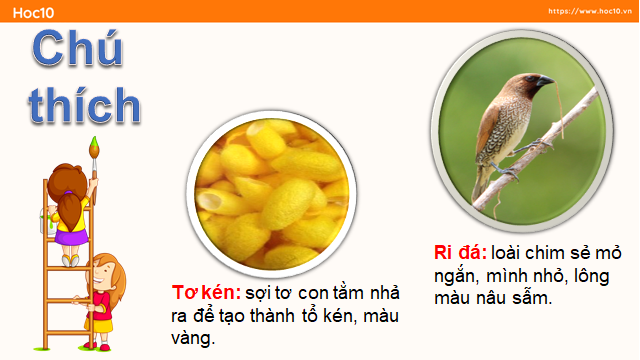 Hoc10
https://www.hoc10.vn
Chú
thích
Tơ kén: sợi tơ con tằm nhả
ra để tạo thành tổ kén, màu
vàng.
Ri đá: loài chim sẻ mỏ
ngắn, mình nhỏ, lông
màu nâu sẫm.